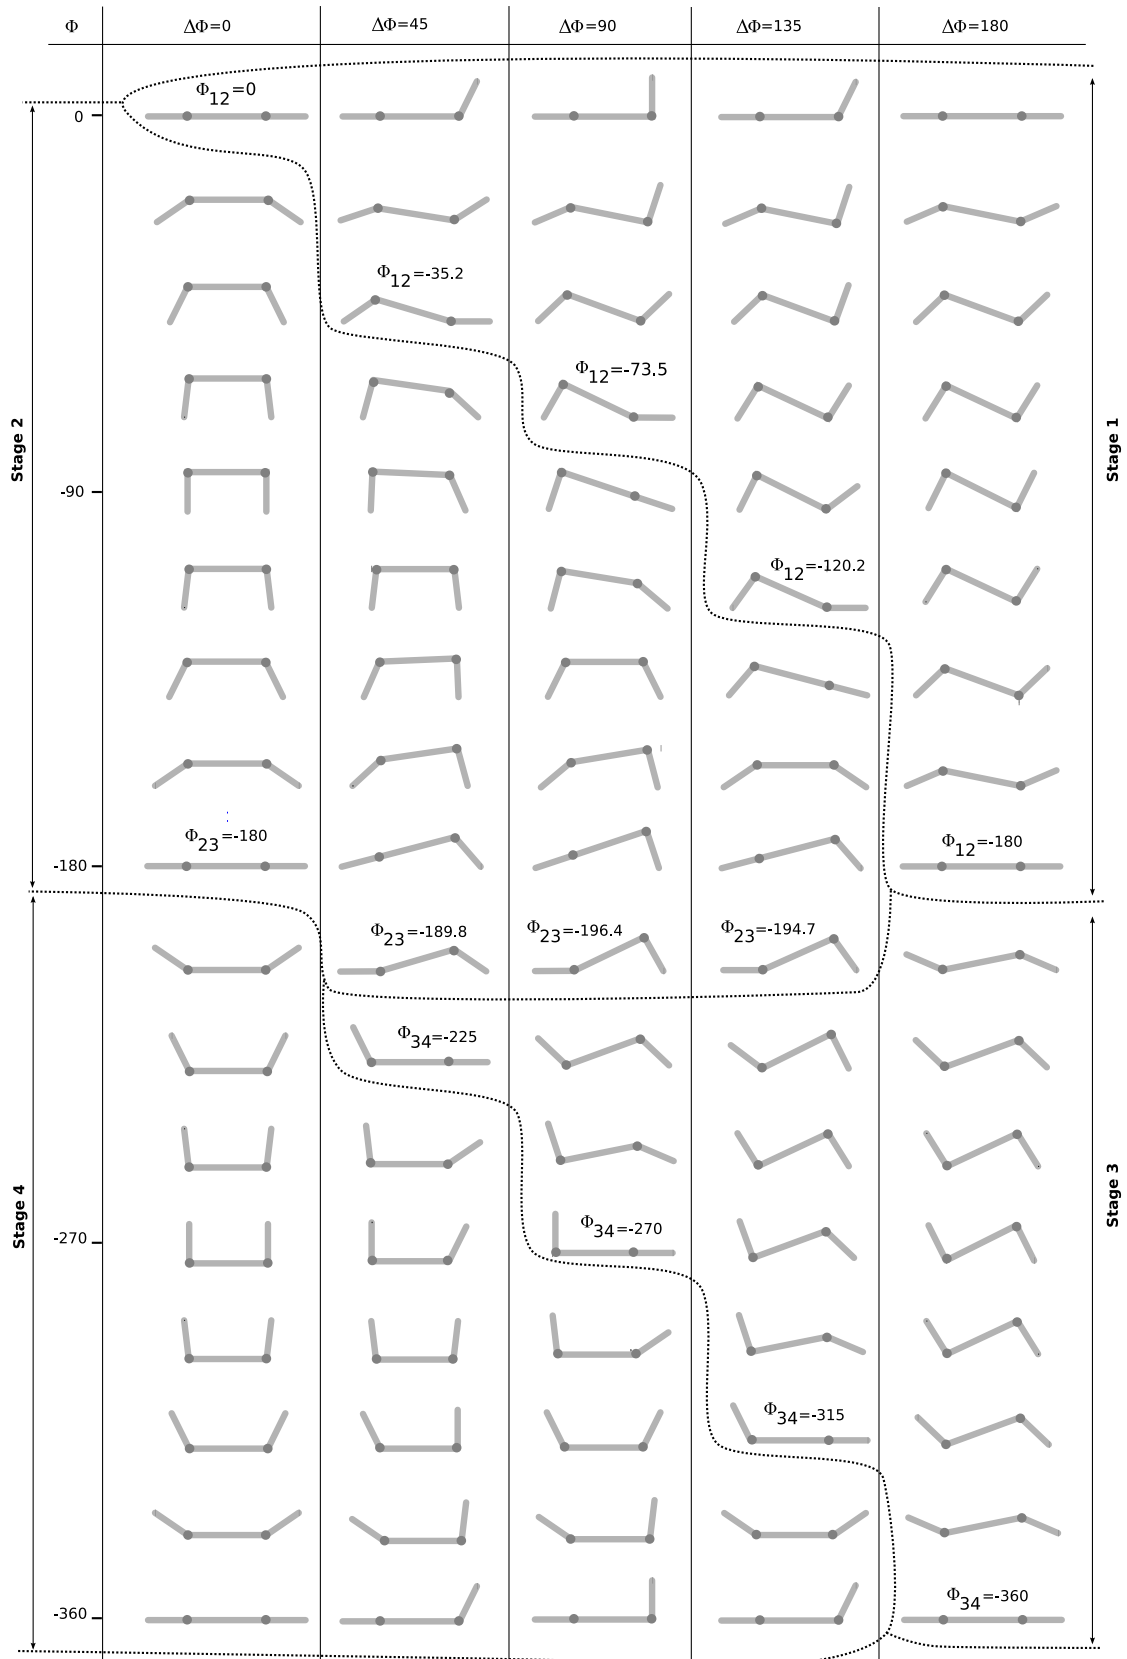 Φ ΔΦ=0 ΔΦ=45 ΔΦ=90 ΔΦ=135 ΔΦ=180
Φ12=0
0
Φ12=-35.2
Φ12=-73.5
Stage 2
Stage 1
-90
Φ12=-120.2
Φ23=-180
Φ12=-180
-180
Φ23=-189.8 Φ23=-196.4 Φ23=-194.7
Φ34=-225
Stage 4
Stage 3
Φ34=-270
-270
Φ34=-315
Φ34=-360
-360